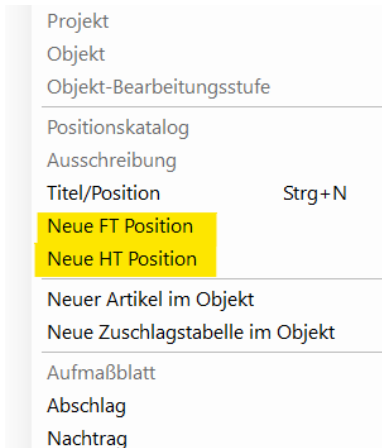 Projekt
Objekt
Objekt-Bearbeitungsstufe
Positionskatalog
Ausschreibung
Titel/Position Strg+N
Neue FT Position
Neue HT Position
Neuer Artikel im Objekt
Neue Zuschlagstabelle im Objekt
Aufmaßblatt
Abschlag
Nachtrag